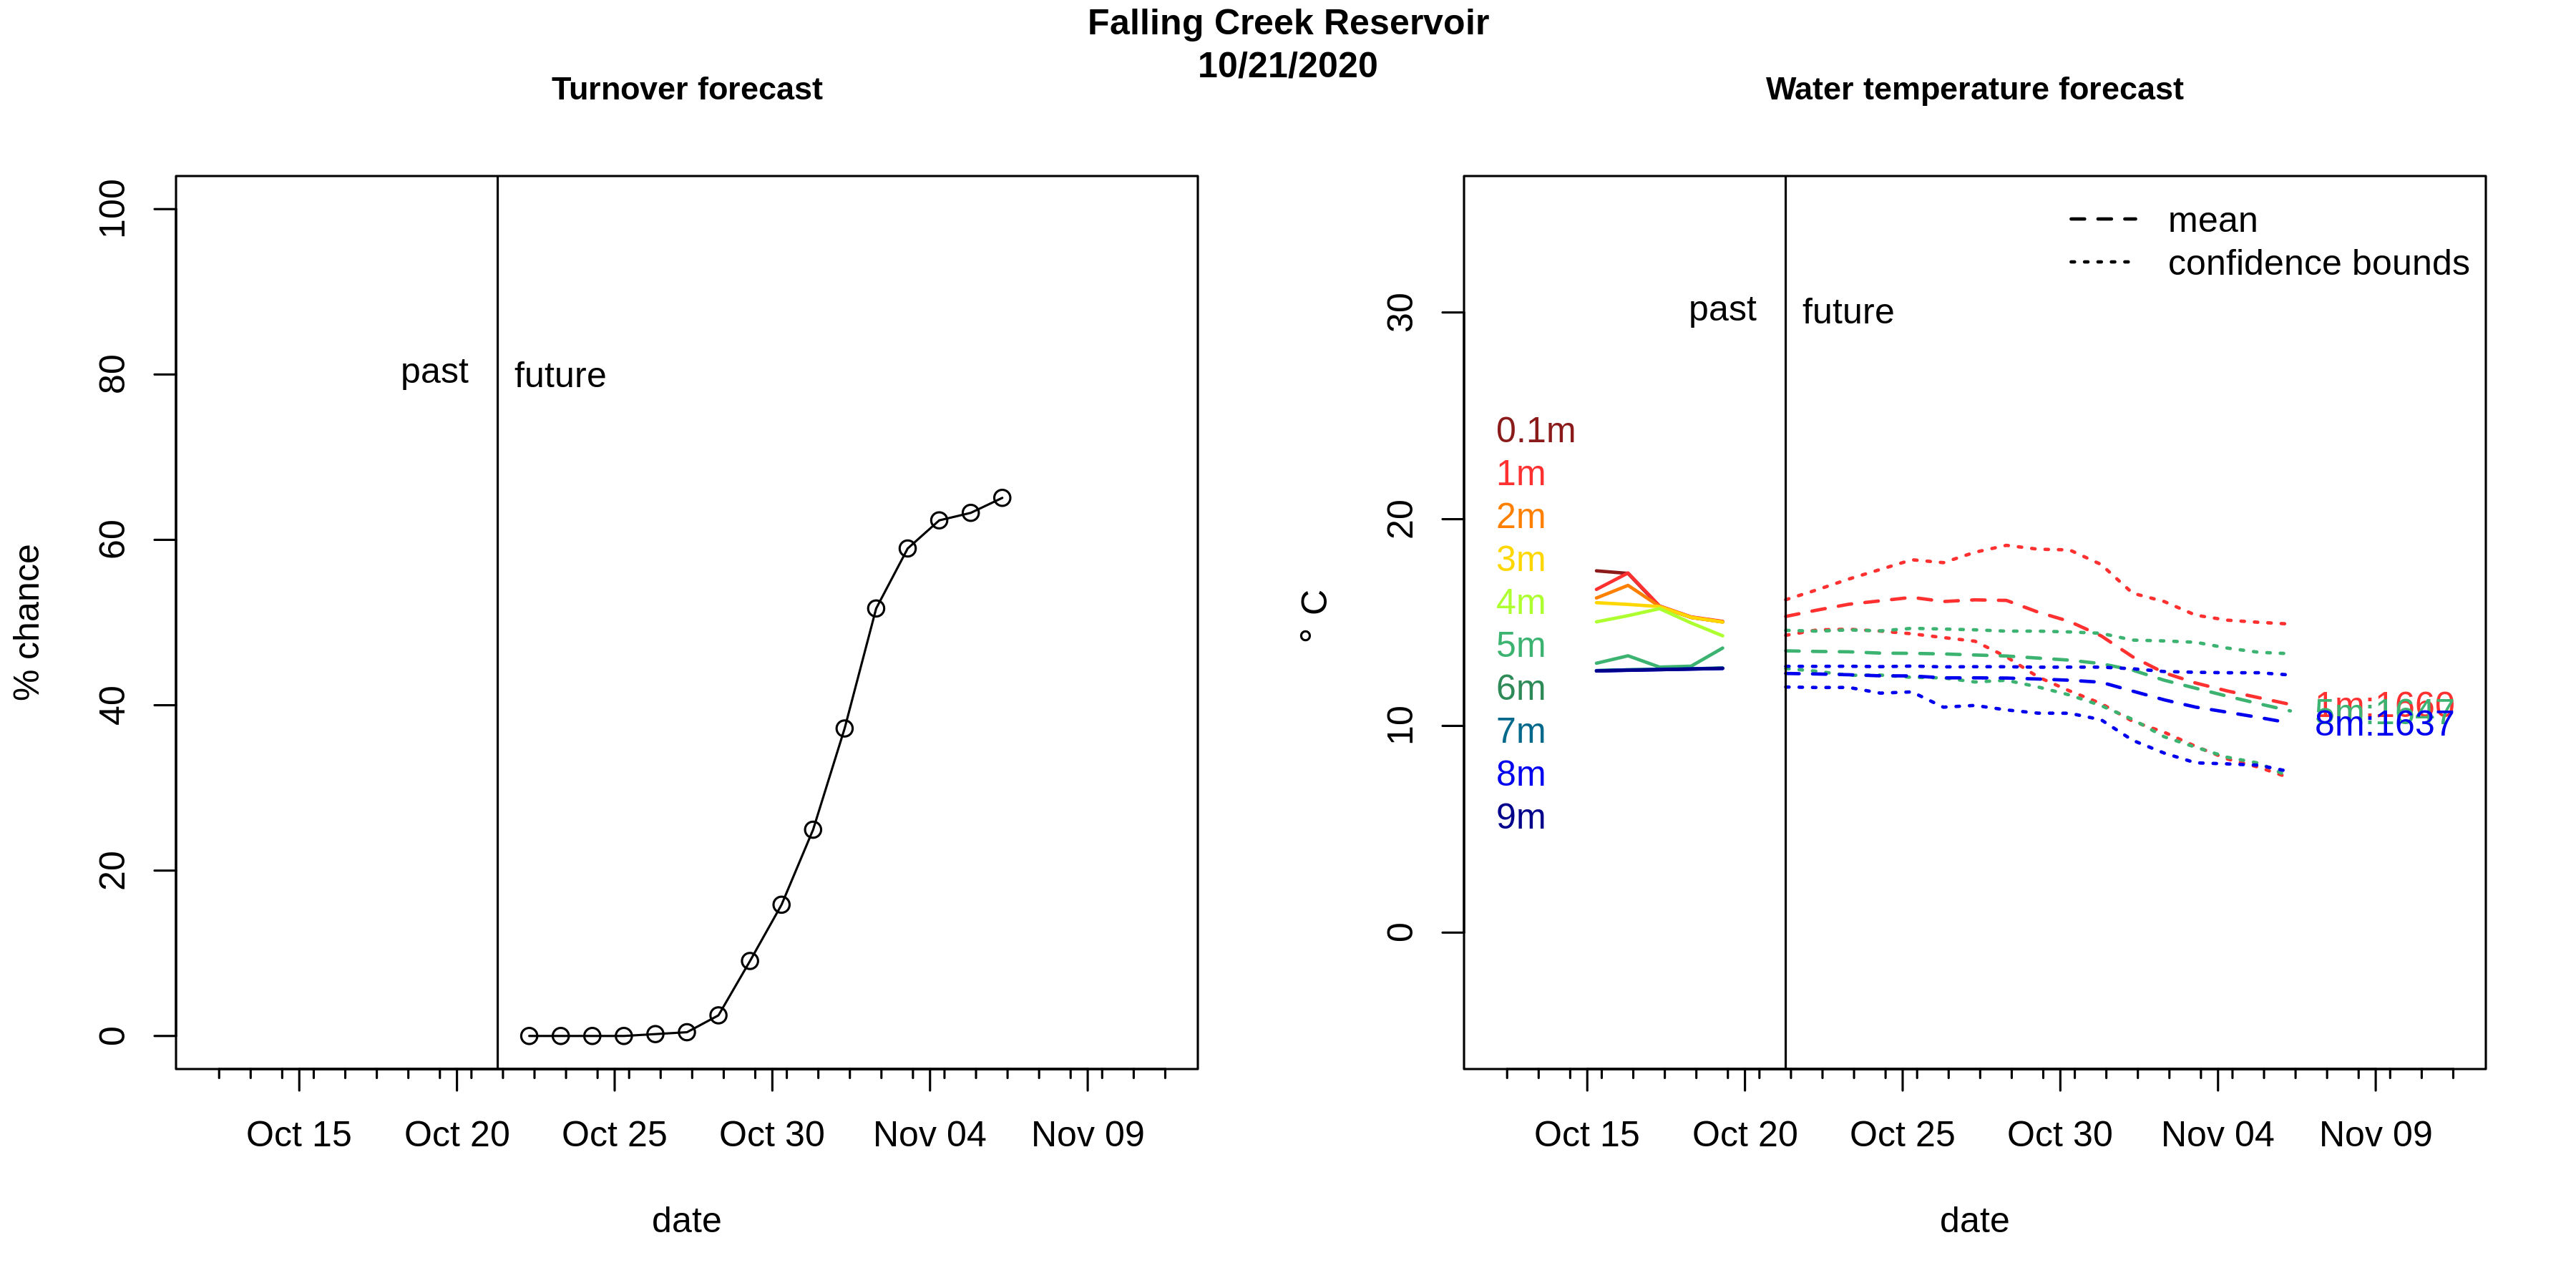 Falling Creek Reservoir
10/21/2020
Turnover forecast
% chance
100
80
60
40
20
0
past
future
Oct 15
Oct 20
Oct 25
Oct 30
Nov 04
Nov 09
date
Water temperature forecast
° C
30
20
10
0
mean
confidence bounds
past
future
0.1m
1m
2m
3m
4m
5m
6m
7m
8m
9m
8m:1637
Oct 15
Oct 20
Oct 25
Oct 30
Nov 04
Nov 09
date